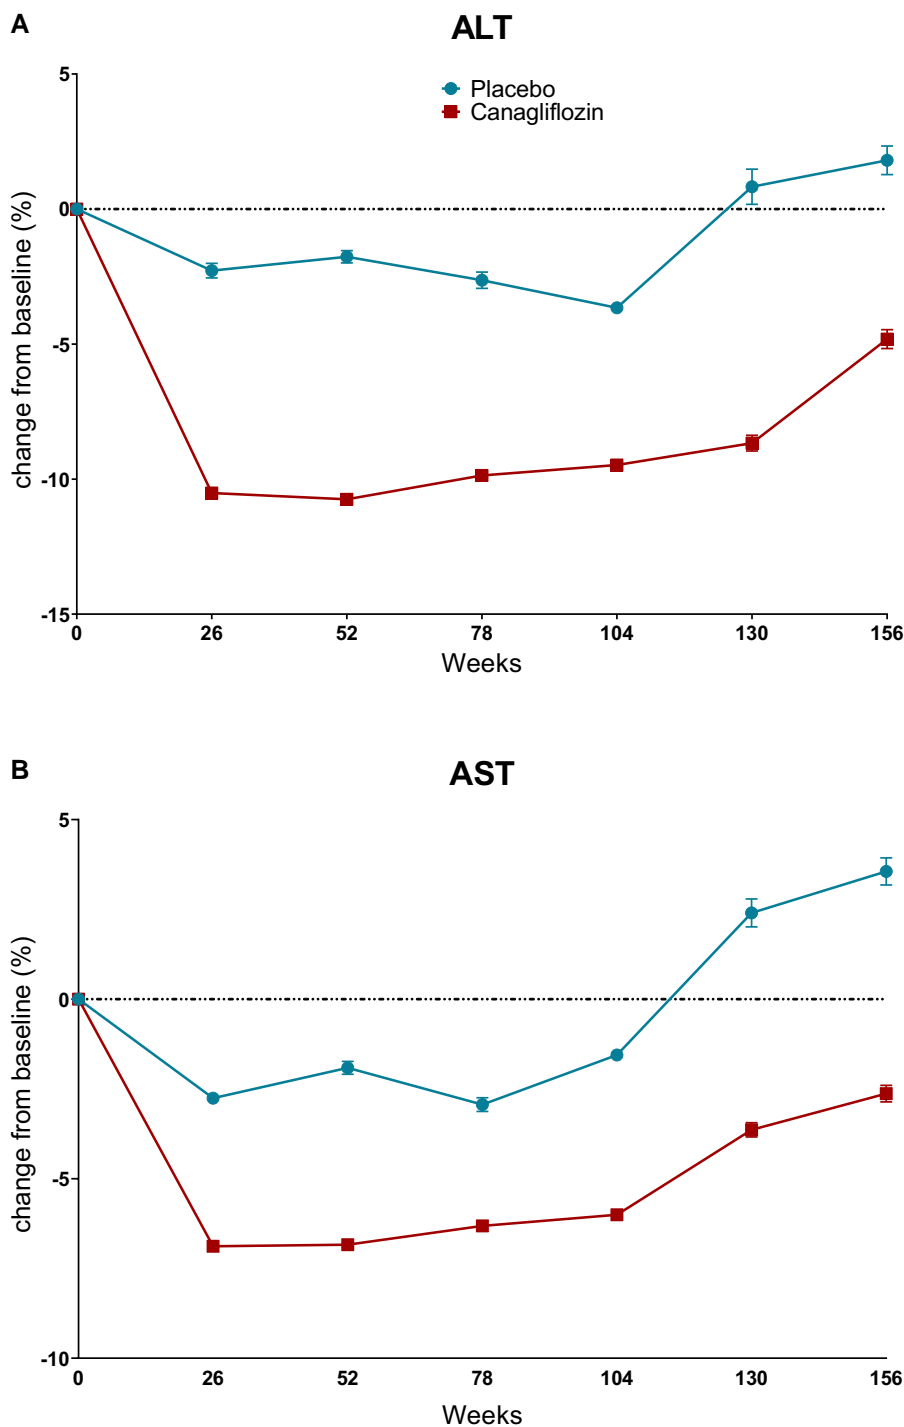 A
ALT
Placebo
Canagliflozin
change from baseline (%)
5
0
-5
-10
-15
0 26 52 78 104 130 156
Weeks
B
AST
change from baseline (%)
5
0
-5
-10
0 26 52 78 104 130 156
Weeks